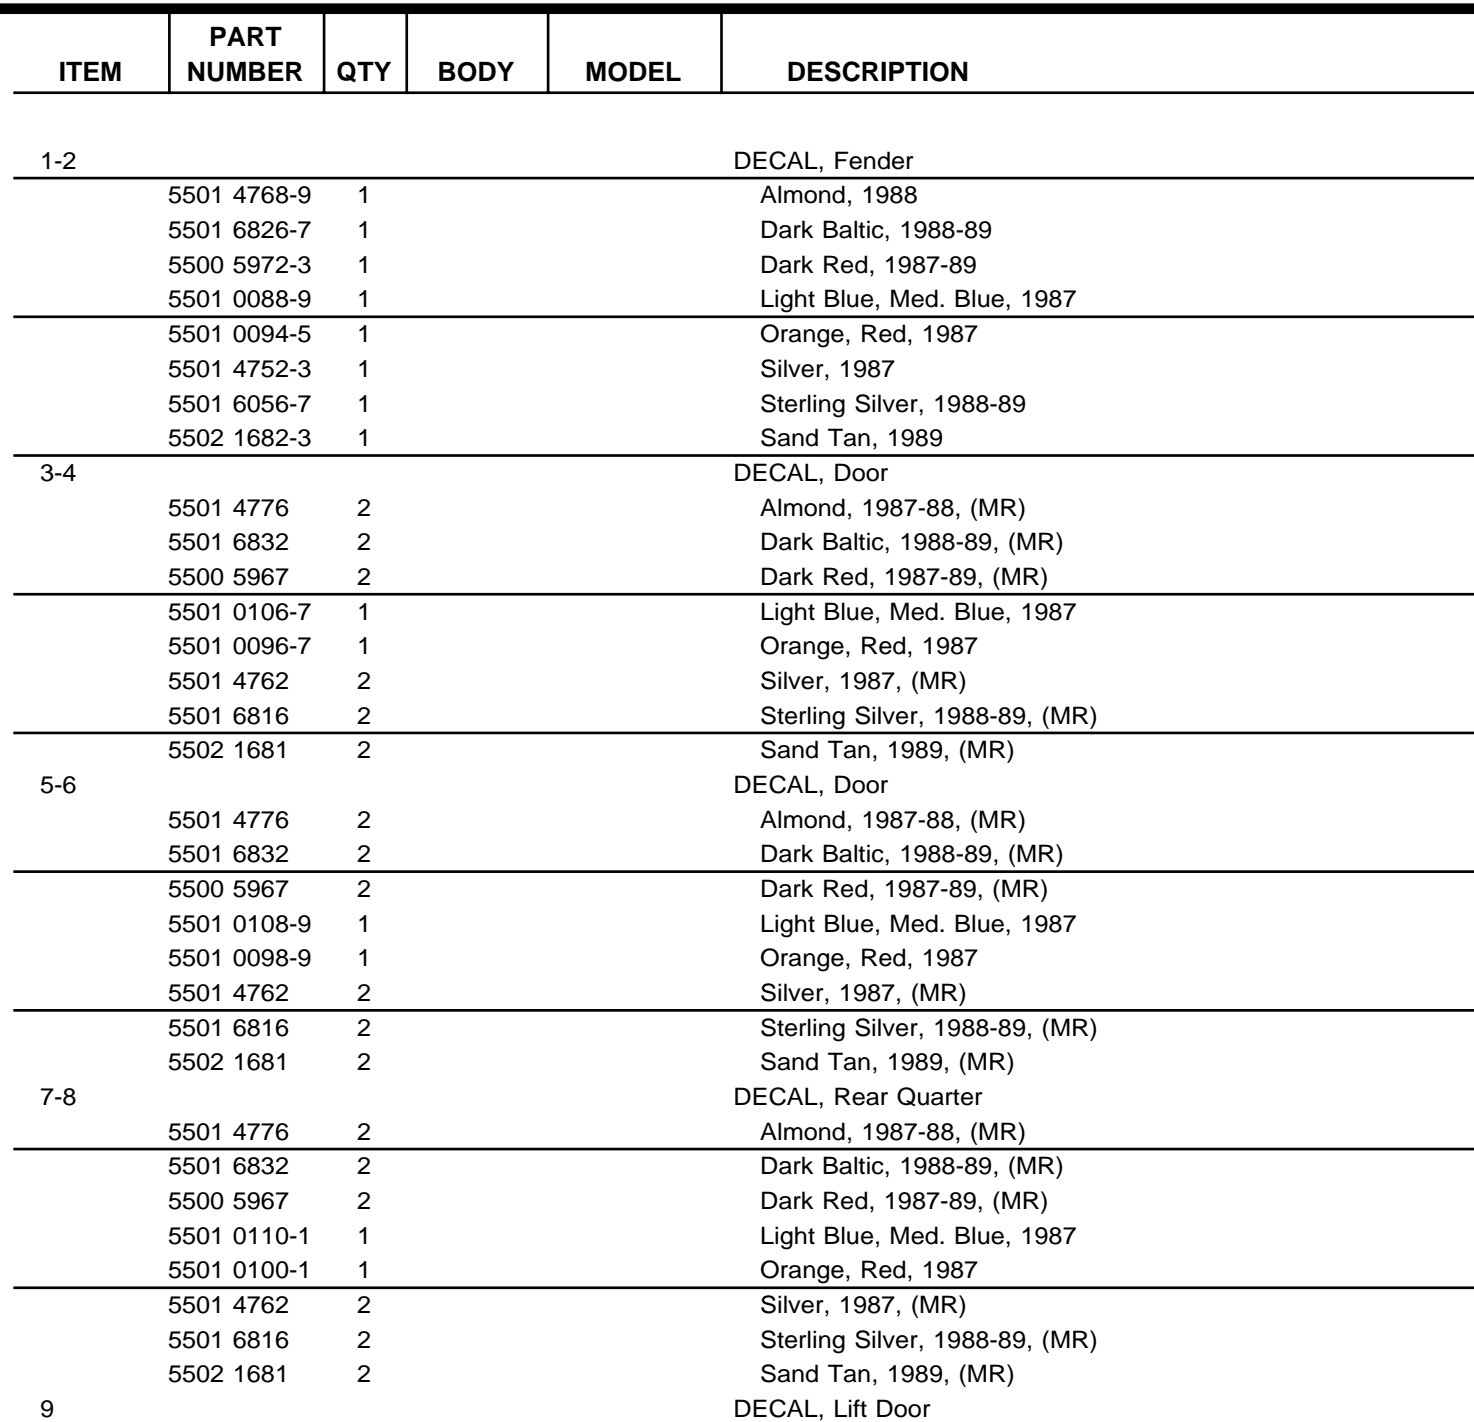 PART
ITEM NUMBER QTY BODY MODEL DESCRIPTION
1-2 DECAL, Fender
5501 4768-9 1 Almond, 1988
5501 6826-7 1 Dark Baltic, 1988-89
5500 5972-3 1 Dark Red, 1987-89
5501 0088-9 1 Light Blue, Med. Blue, 1987
5501 0094-5 1 Orange, Red, 1987
5501 4752-3 1 Silver, 1987
5501 6056-7 1 Sterling Silver, 1988-89
5502 1682-3 1 Sand Tan, 1989
3-4 DECAL, Door
5501 4776 2 Almond, 1987-88, (MR)
5501 6832 2 Dark Baltic, 1988-89, (MR)
5500 5967 2 Dark Red, 1987-89, (MR)
5501 0106-7 1 Light Blue, Med. Blue, 1987
5501 0096-7 1 Orange, Red, 1987
5501 4762 2 Silver, 1987, (MR)
5501 6816 2 Sterling Silver, 1988-89, (MR)
5502 1681 2 Sand Tan, 1989, (MR)
5-6 DECAL, Door
5501 4776 2 Almond, 1987-88, (MR)
5501 6832 2 Dark Baltic, 1988-89, (MR)
5500 5967 2 Dark Red, 1987-89, (MR)
5501 0108-9 1 Light Blue, Med. Blue, 1987
5501 0098-9 1 Orange, Red, 1987
5501 4762 2 Silver, 1987, (MR)
5501 6816 2 Sterling Silver, 1988-89, (MR)
5502 1681 2 Sand Tan, 1989, (MR)
7-8 DECAL, Rear Quarter
5501 4776 2 Almond, 1987-88, (MR)
5501 6832 2 Dark Baltic, 1988-89, (MR)
5500 5967 2 Dark Red, 1987-89, (MR)
5501 0110-1 1 Light Blue, Med. Blue, 1987
5501 0100-1 1 Orange, Red, 1987
5501 4762 2 Silver, 1987, (MR)
5501 6816 2 Sterling Silver, 1988-89, (MR)
5502 1681 2 Sand Tan, 1989, (MR)
9 DECAL, Lift Door